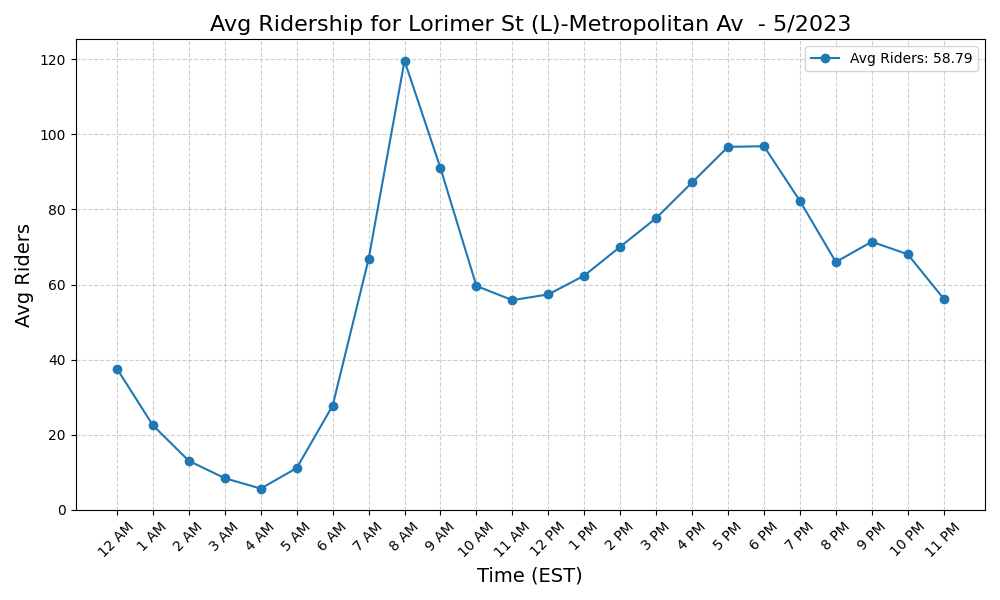 Avg Ridership for Lorimer St (L)-Metropolitan Av  - 5/2023
Avg Riders: 58.79
Avg Riders
120
100
80
60
40
20
0
12 AM
1 AM
2 AM
3 AM
4 AM
5 AM
6 AM
7 AM
8 AM
9 AM
10 AM
11 AM
12 PM
1 PM
2 PM
3 PM
4 PM
5 PM
6 PM
7 PM
8 PM
9 PM
10 PM
11 PM
Time (EST)